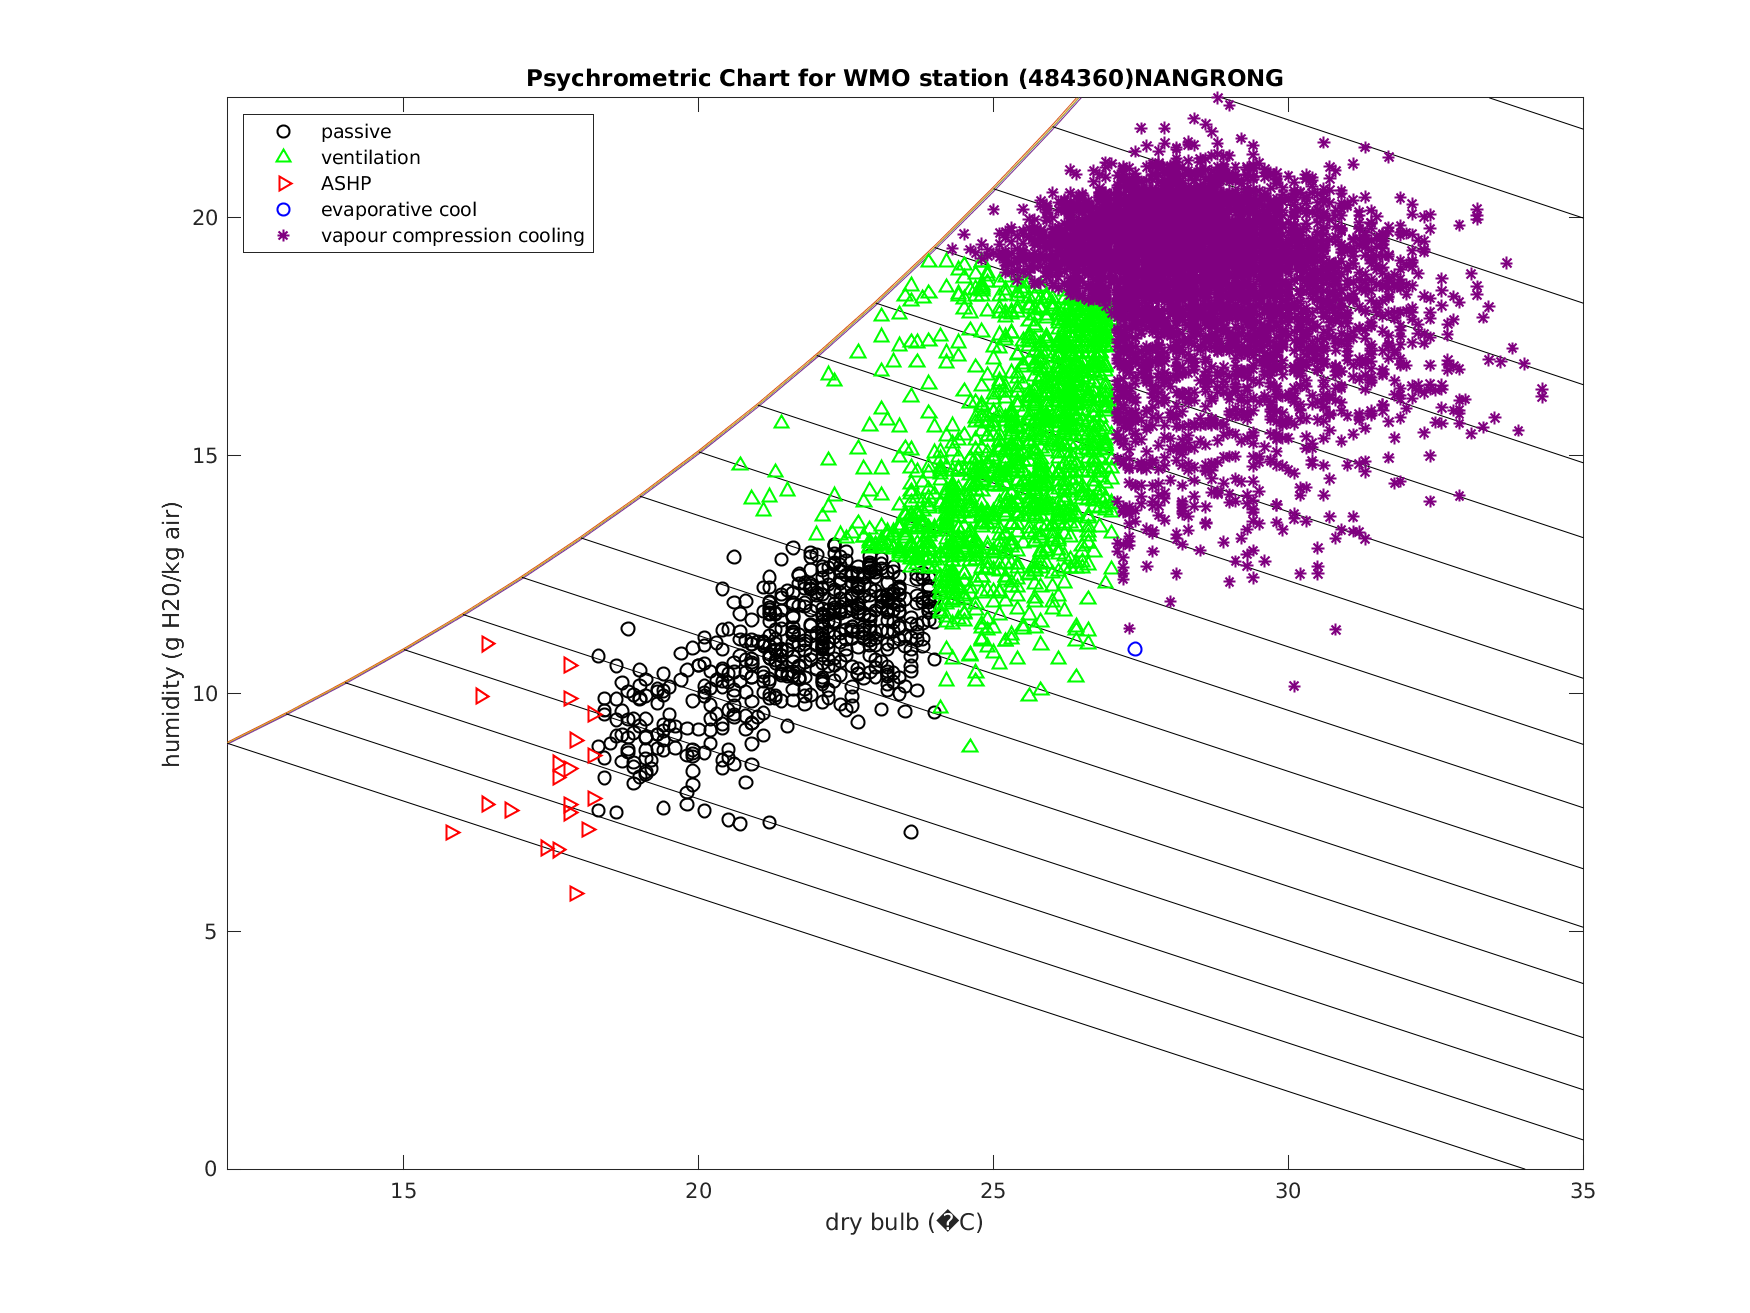 Psychrometric Chart for WMO station (484360)NANGRONG
passive
ventilation
ASHP
evaporative cool
vapour compression cooling
20
15
10
5
0
humidity (g H20/kg air)
15
20
25
30
35
dry bulb (�C)